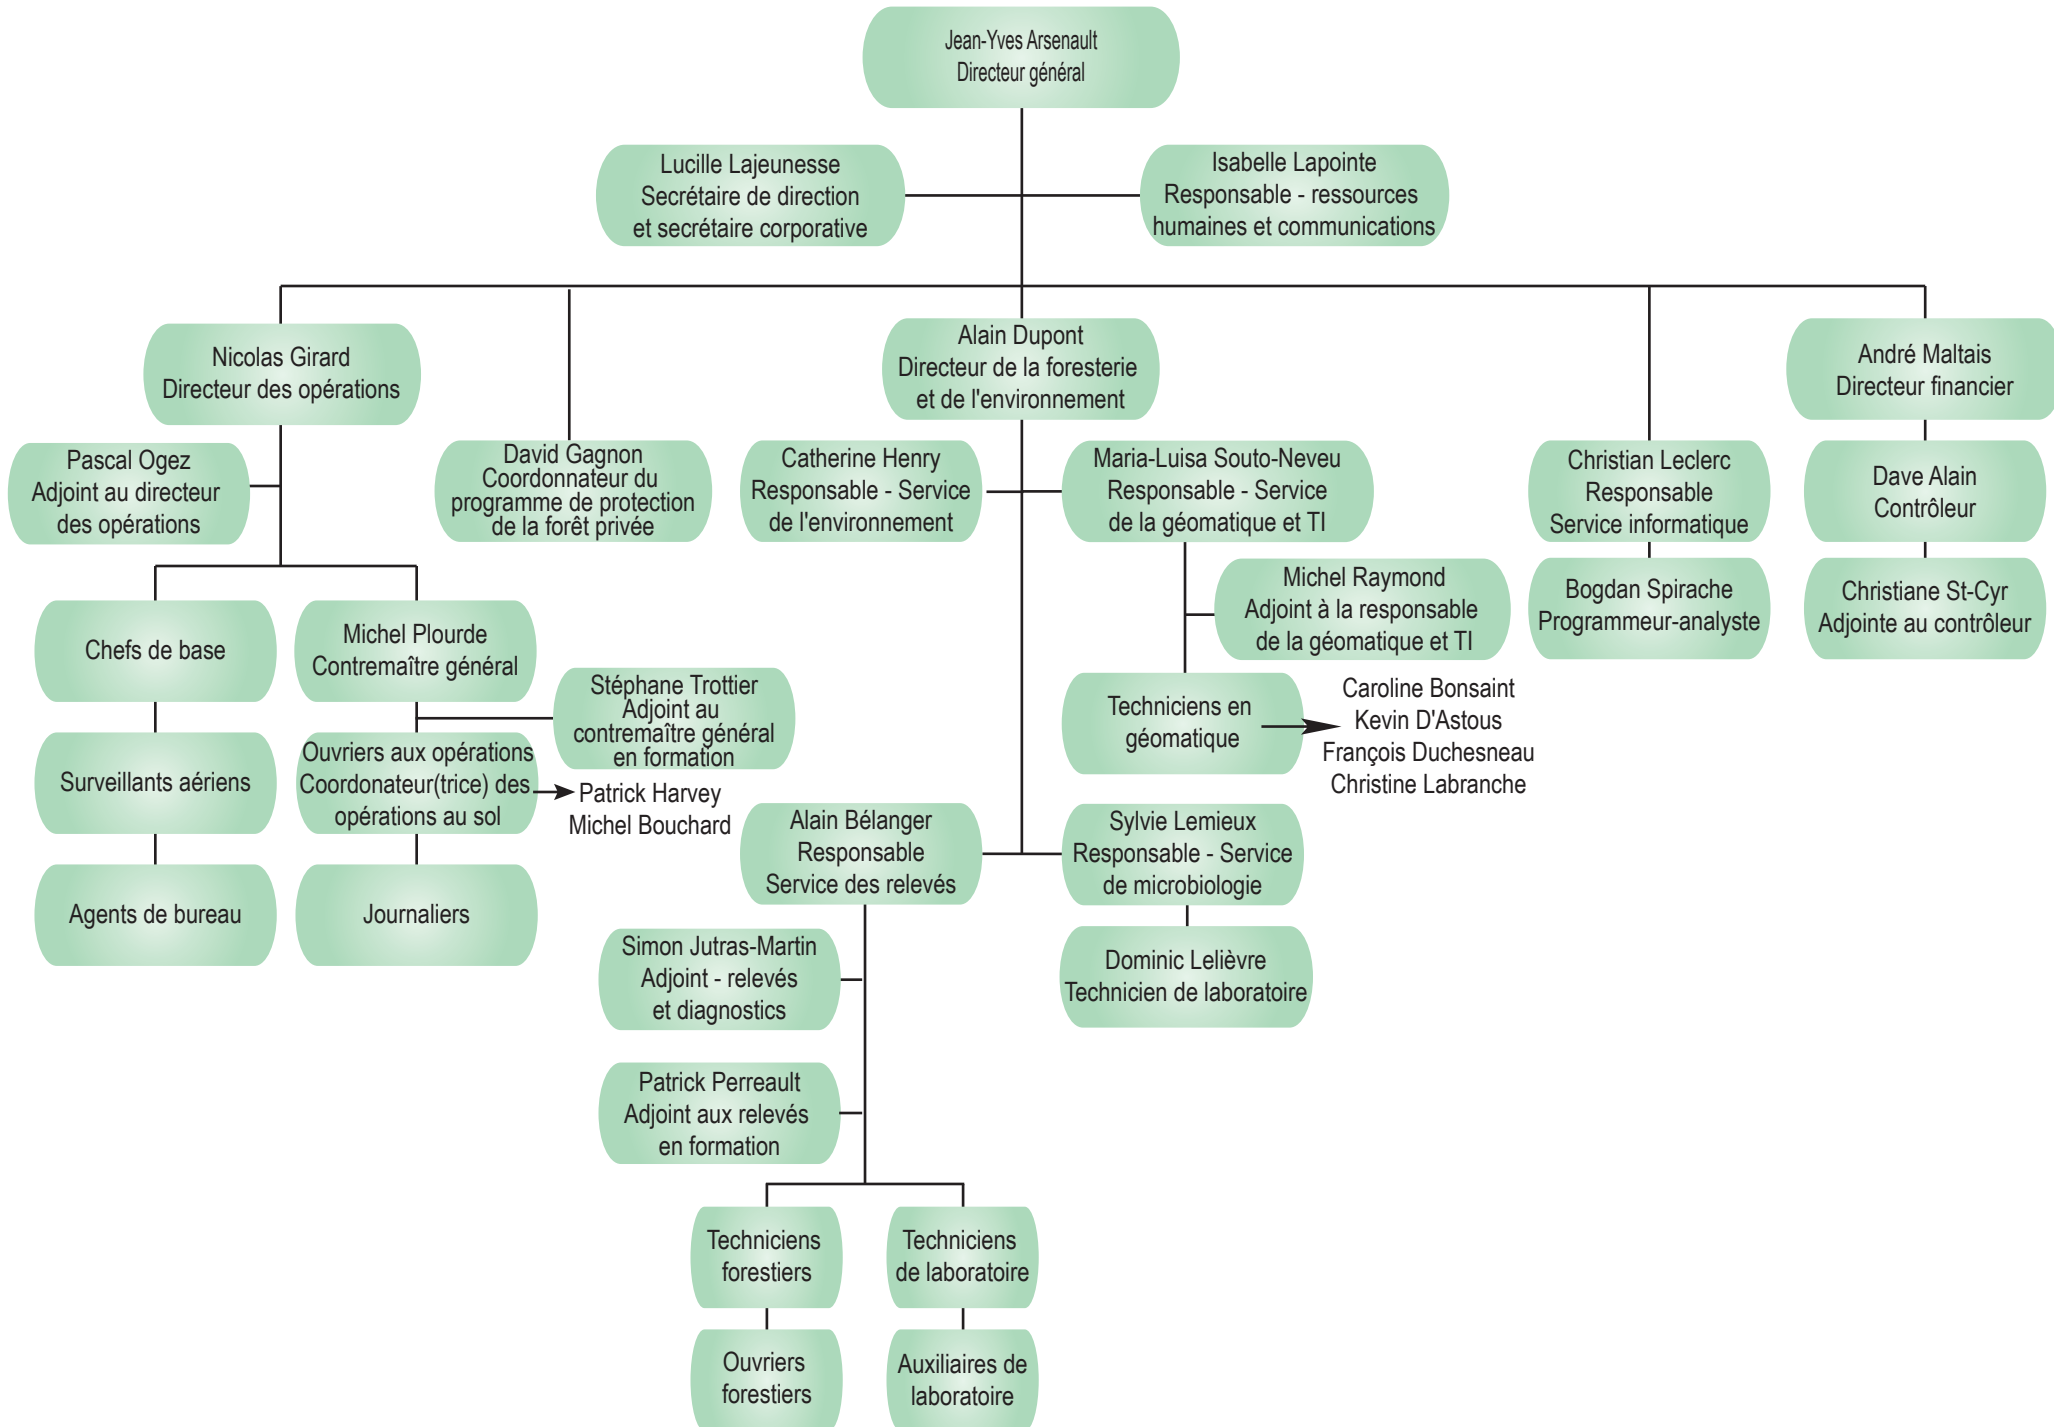 Jean-Yves Arsenault
Directeur général
Lucille Lajeunesse
Secrétaire de direction
et secrétaire corporative
Isabelle Lapointe
Responsable - ressources
humaines et communications
Nicolas Girard
Directeur des opérations
Alain Dupont
Directeur de la foresterie
et de l'environnement
André Maltais
Directeur financier
Pascal Ogez
Adjoint au directeur
des opérations
David Gagnon
Coordonnateur du
programme de protection
de la forêt privée
Catherine Henry
Responsable - Service
de l'environnement
Maria-Luisa Souto-Neveu
Responsable - Service
de la géomatique et TI
Christian Leclerc
Responsable
Service informatique
Dave Alain
Contrôleur
Michel Raymond
Adjoint à la responsable
de la géomatique et TI
Bogdan Spirache
Programmeur-analyste
Christiane St-Cyr
Adjointe au contrôleur
Chefs de base
Michel Plourde
Contremaître général
Stéphane Trottier
Adjoint au
contremaître général
en formation
Techniciens en
géomatique
Caroline Bonsaint
Kevin D'Astous
François Duchesneau
Christine Labranche
Surveillants aériens
Ouvriers aux opérations
Coordonateur(trice) des
opérations au sol
Patrick Harvey
Michel Bouchard
Alain Bélanger
Responsable
Service des relevés
Sylvie Lemieux
Responsable - Service
de microbiologie
Agents de bureau
Journaliers
Simon Jutras-Martin
Adjoint - relevés
et diagnostics
Dominic Lelièvre
Technicien de laboratoire
Patrick Perreault
Adjoint aux relevés
en formation
Techniciens
forestiers
Techniciens
de laboratoire
Ouvriers
forestiers
Auxiliaires de
laboratoire